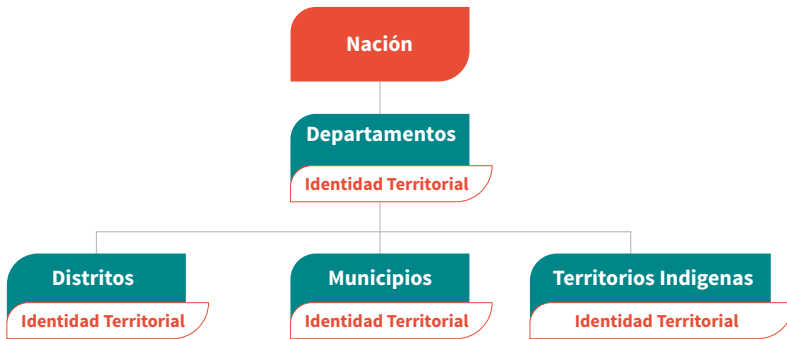 Nación
Departamentos
Identidad Territorial
Distritos
Identidad Territorial
Municipios
Identidad Territorial
Territorios Indigenas
Identidad Territorial